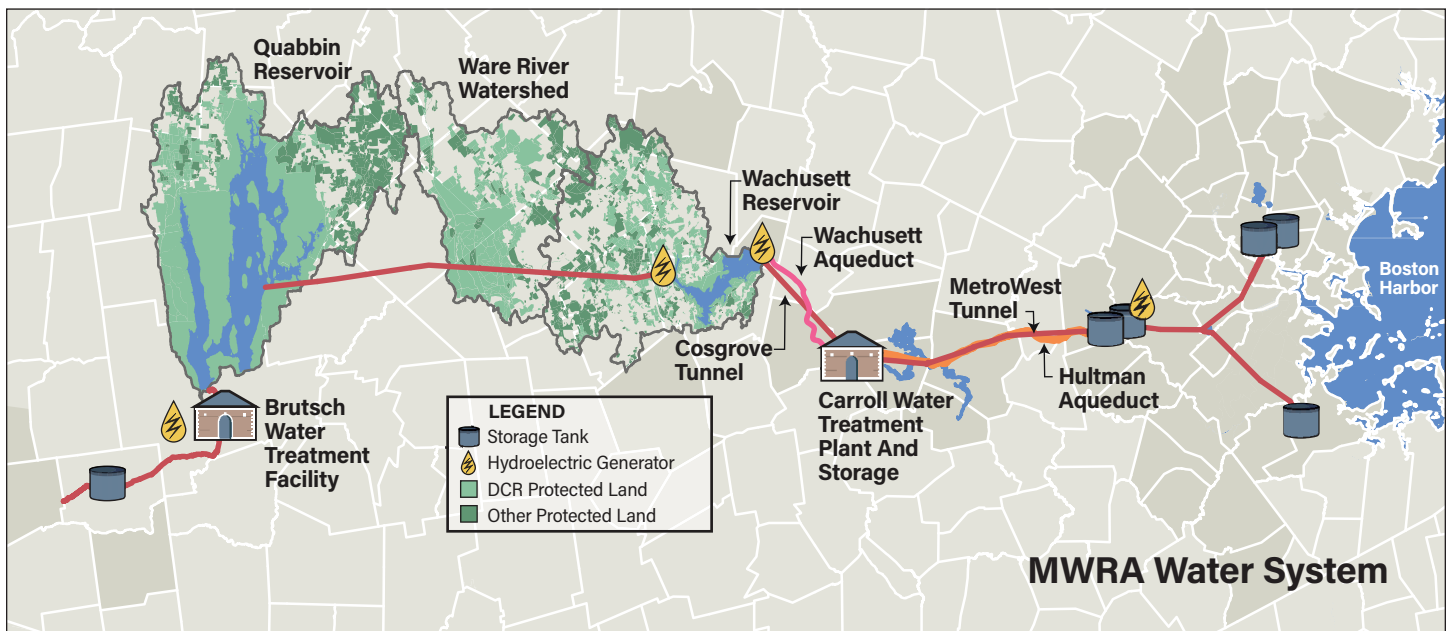 Quabbin
Reservoir
Ware River
Watershed
Wachusett
Reservoir
Wachusett
Aqueduct
MetroWest
Tunnel
Boston
Harbor
Cosgrove
Tunnel
Hultman
Aqueduct
Carroll Water
Treatment
Plant And
Storage
Brutsch
Water
Treatment
Facility
LEGEND
Storage Tank
Hydroelectric Generator
DCR Protected Land
Other Protected Land
MWRA Water System